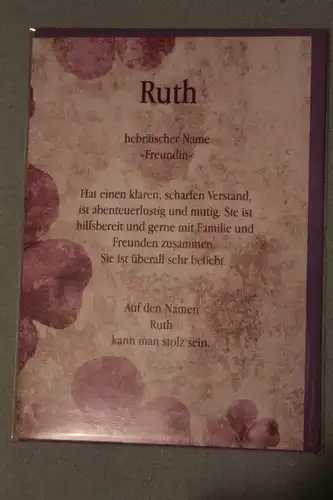 Ruth
hebräischer Name
»Freundin«
Hat einen klaren, scharfen Verstand,
ist abenteuerlustig und mutig. Sie ist
hilfsbereit und gerne mit Familie und
Freunden zusammen.
Sie ist überall sehr beliebt.
Auf den Namen
Ruth
kann man stolz sein.